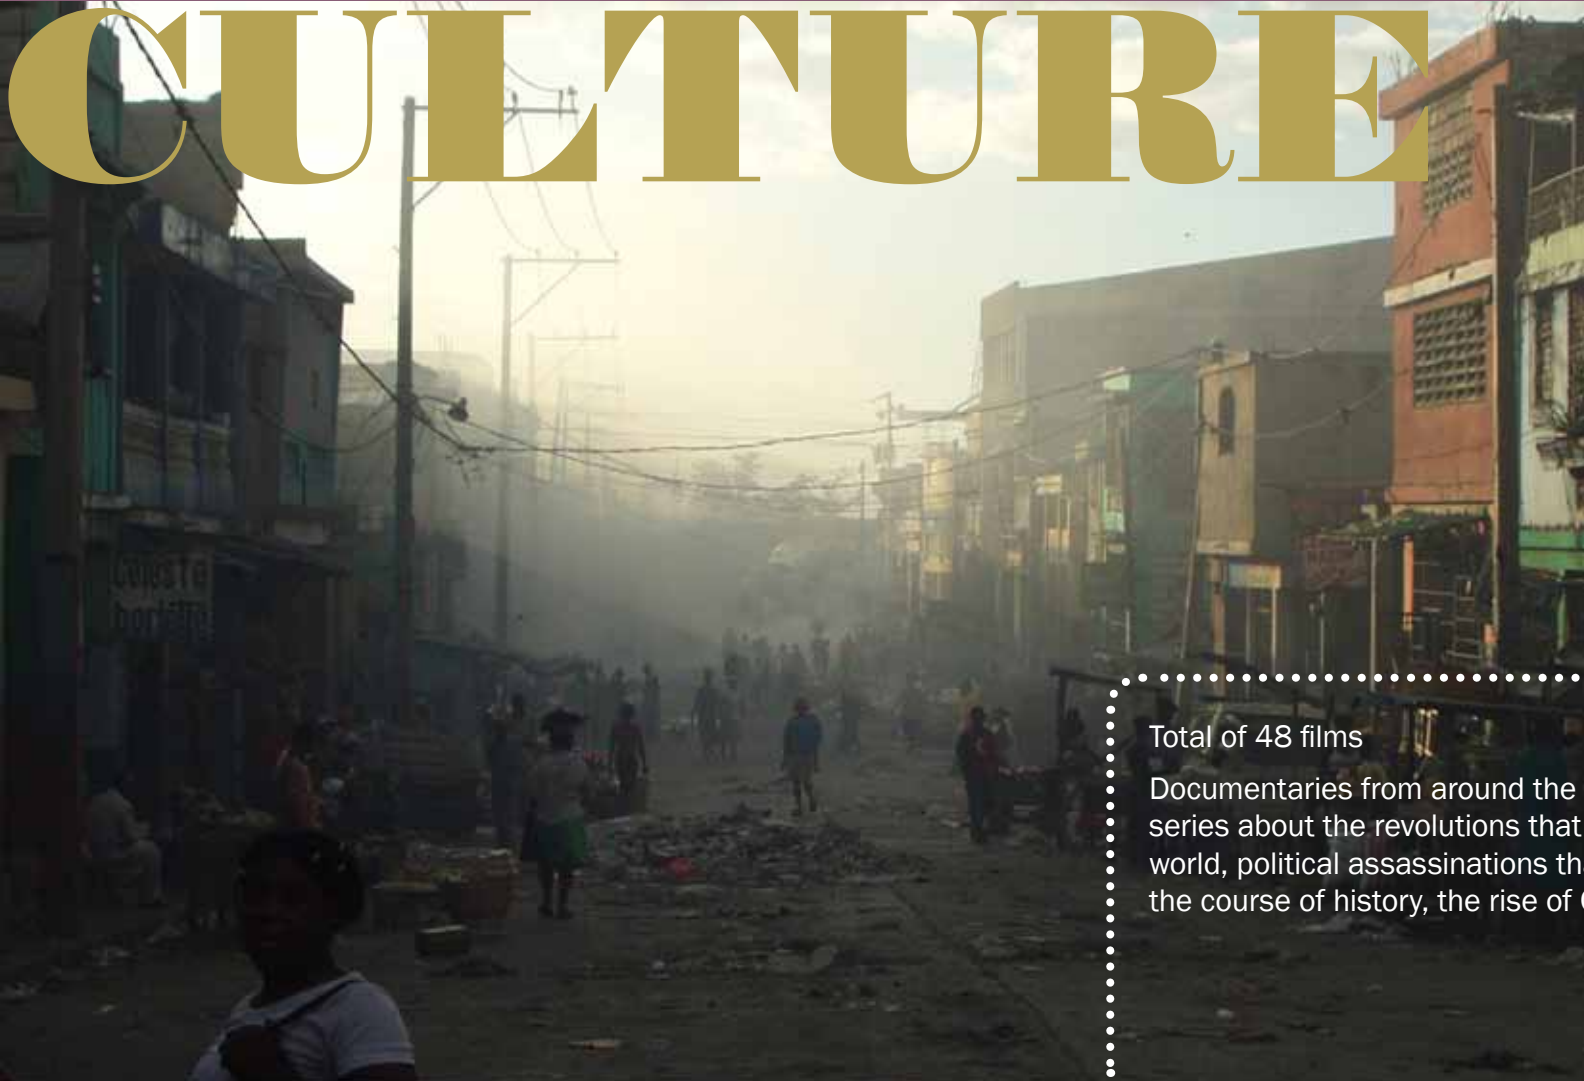 CULTURE
Total of 48 films
Documentaries from around the
series about the revolutions that
world, political assassinations tha
the course of history, the rise of